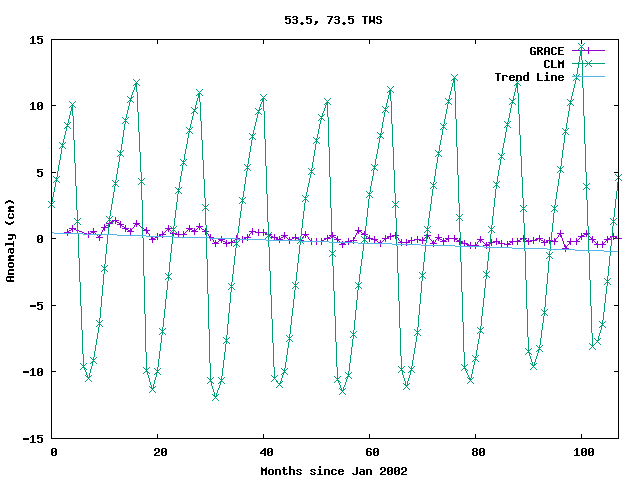 53.5, 73.5 TWS
GRACE
CLM
Trend Line
15
10
5
0
-5
-10
-15
Anomaly (cm)
0 20 40 60 80 100
Months since Jan 2002